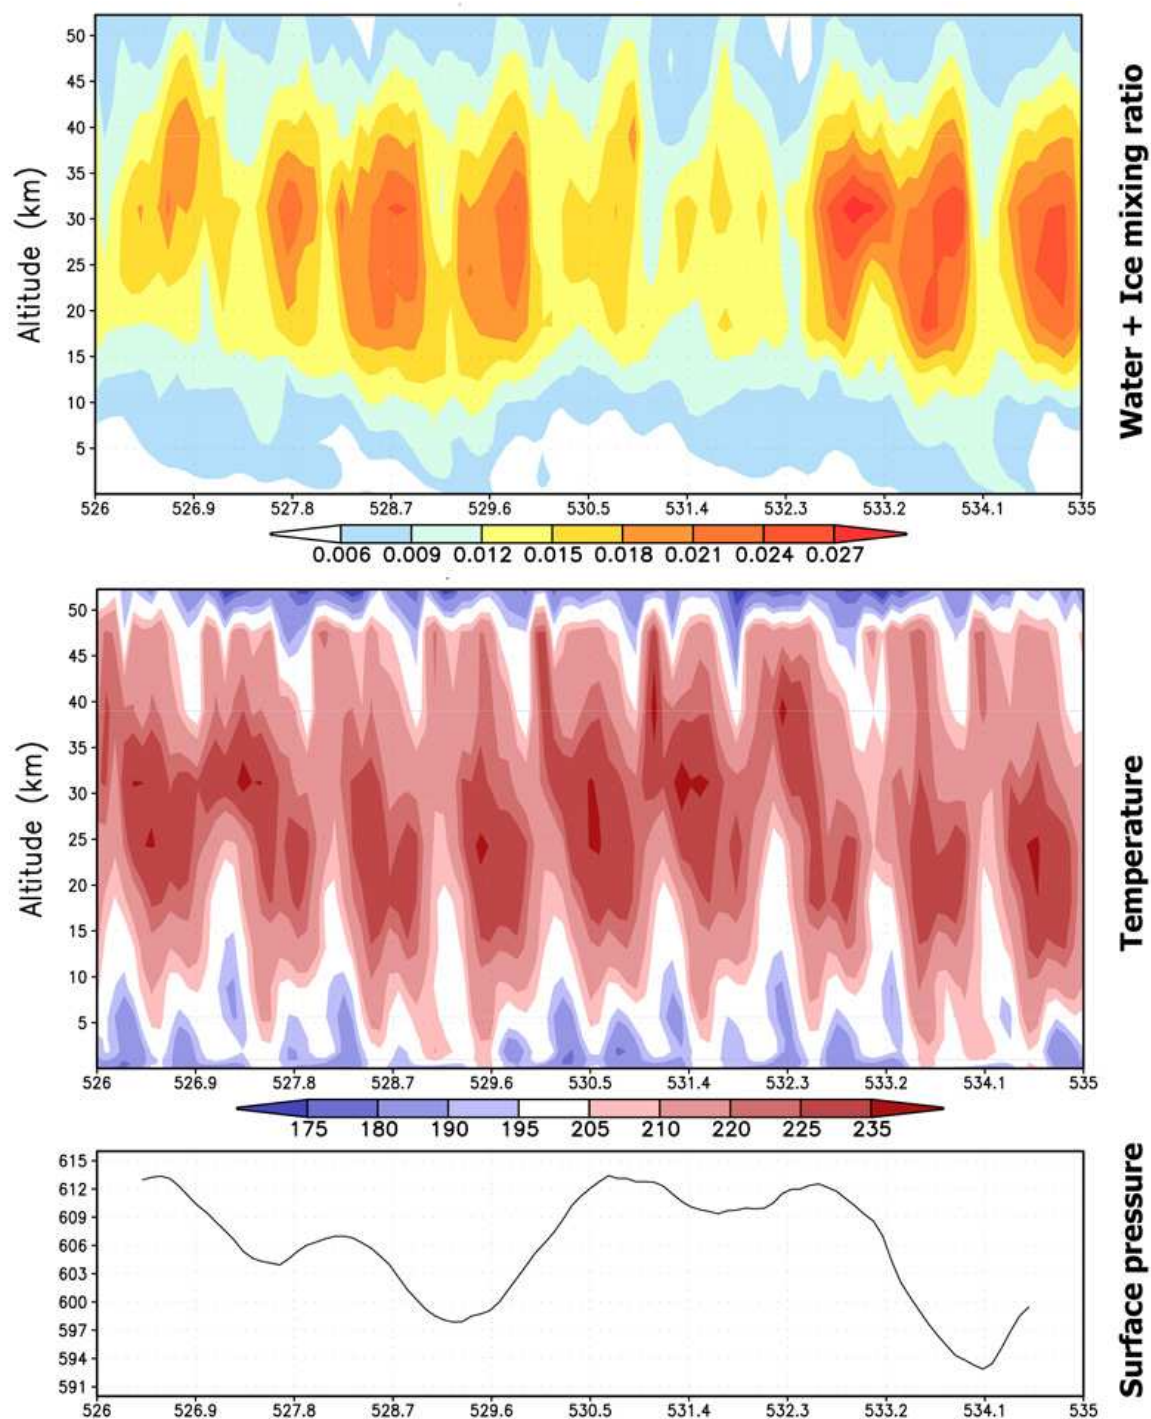 50
45
40
35
30
25
20
15
10
5
Altitude (km)
Water + Ice mixing ratio
526 526.9 527.8 528.7 529.6 530.5 531.4 532.3 533.2 534.1 535
0.006 0.009 0.012 0.015 0.018 0.021 0.024 0.027
50
45
40
35
30
25
20
15
10
5
Altitude (km)
Temperature
526 526.9 527.8 528.7 529.6 530.5 531.4 532.3 533.2 534.1 535
175 180 190 195 205 210 220 225 235
615
612
609
606
603
600
597
594
591
Surface pressure
526 526.9 527.8 528.7 529.6 530.5 531.4 532.3 533.2 534.1 535